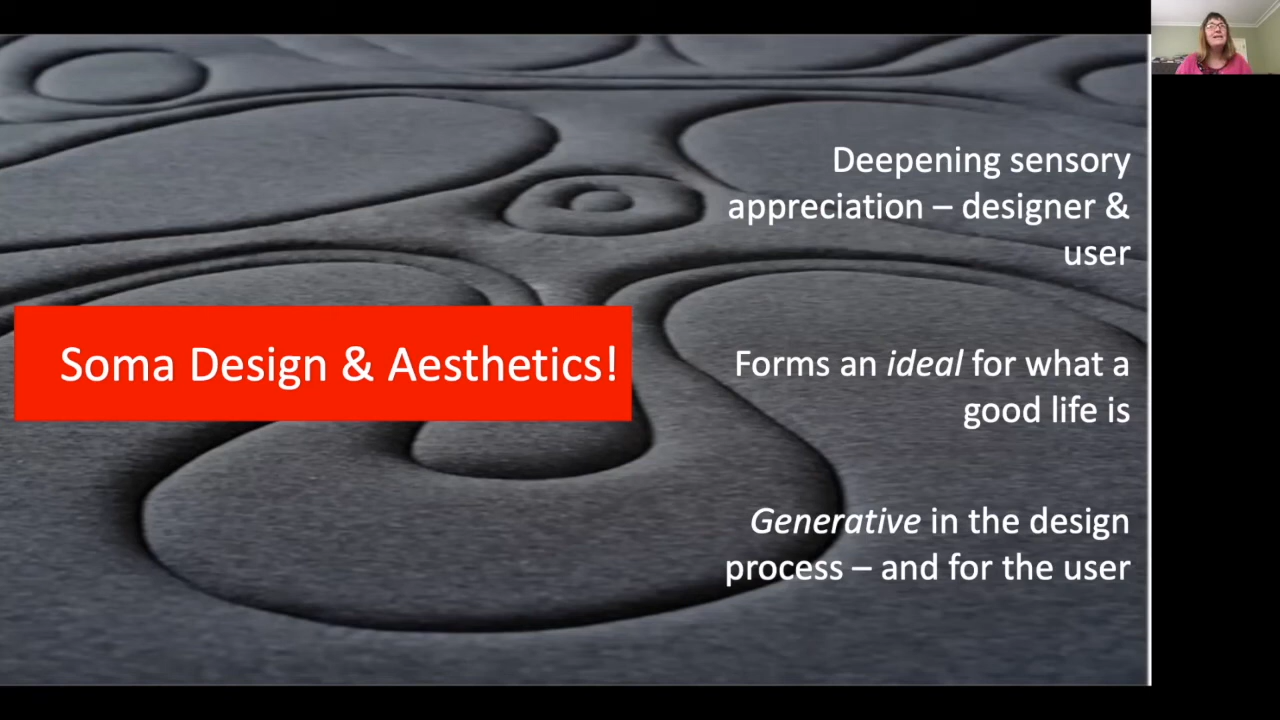 Soma Design & Aesthetics!
Deepening sensory
appreciation – designer &
user
Forms an ideal for what a
good life is
Generative in the design
process – and for the user